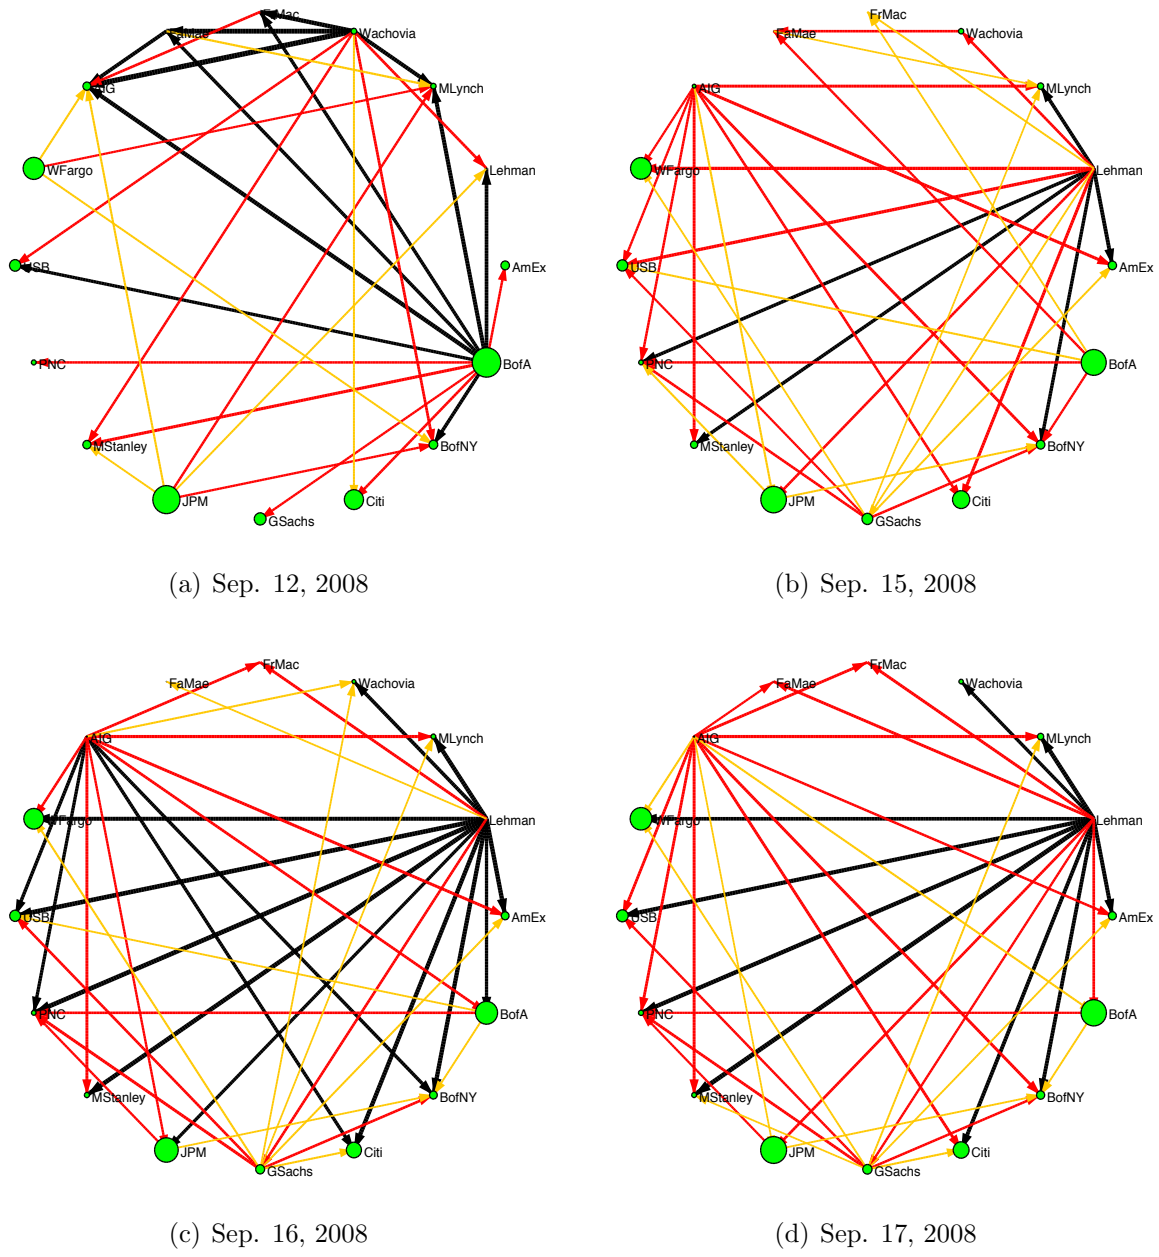 FrMac
FaMae
Wachovia
AIG
MLynch
WFargo
Lehman
USB
AmEx
PNC
BofA
MStanley
BofNY
JPM
Citi
GSachs
(a) Sep. 12, 2008
FrMac
FaMae
Wachovia
AIG
MLynch
WFargo
Lehman
USB
AmEx
PNC
BofA
MStanley
BofNY
JPM
Citi
GSachs
(b) Sep. 15, 2008
FrMac
FaMae
Wachovia
AIG
MLynch
WFargo
Lehman
USB
AmEx
PNC
BofA
MStanley
BofNY
JPM
Citi
GSachs
(c) Sep. 16, 2008
FrMac
FaMae
Wachovia
AIG
MLynch
WFargo
Lehman
USB
AmEx
PNC
BofA
MStanley
BofNY
JPM
Citi
GSachs
(d) Sep. 17, 2008